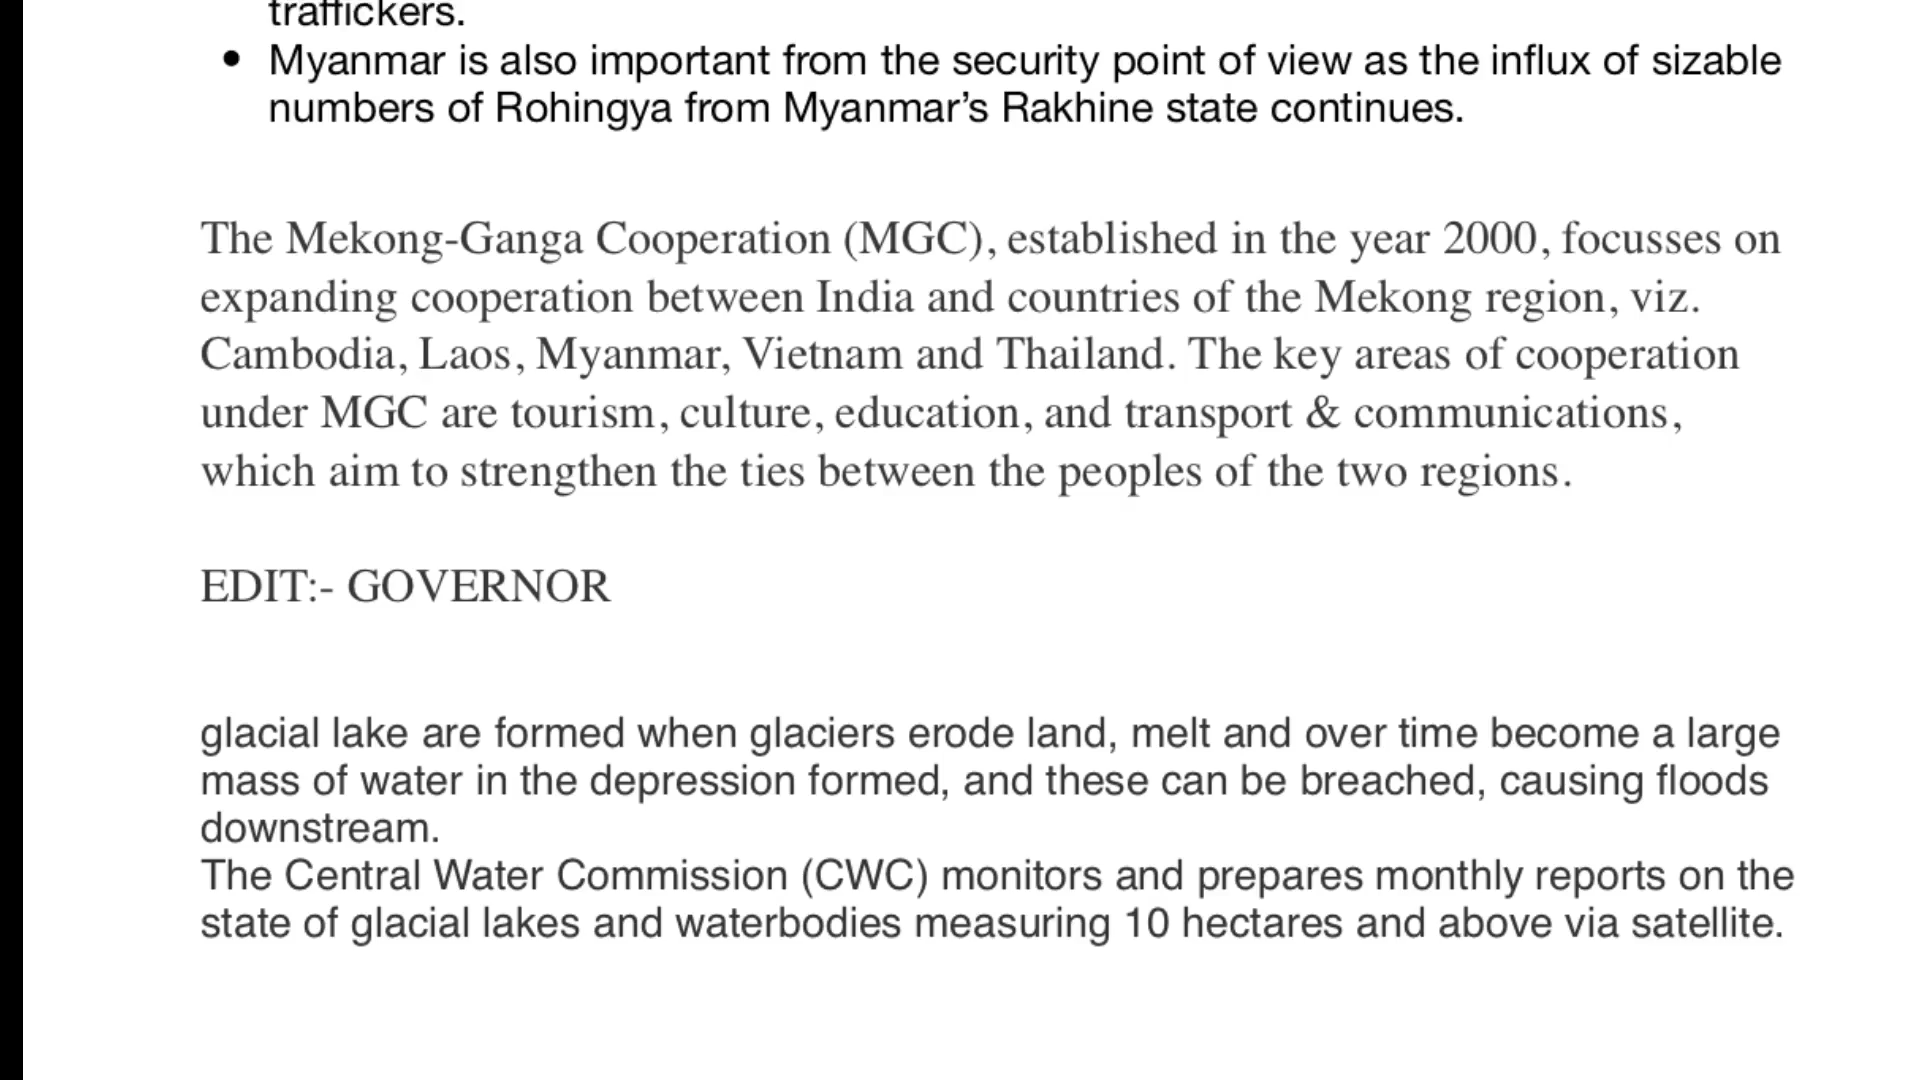 traffickers.
• Myanmar is also important from the security point of view as the influx of sizable
numbers of Rohingya from Myanmar’s Rakhine state continues.
The Mekong-Ganga Cooperation (MGC), established in the year 2000, focusses on
expanding cooperation between India and countries of the Mekong region, viz.
Cambodia, Laos, Myanmar, Vietnam and Thailand. The key areas of cooperation
under MGC are tourism, culture, education, and transport & communications,
which aim to strengthen the ties between the peoples of the two regions.
EDIT:- GOVERNOR
glacial lake are formed when glaciers erode land, melt and over time become a large
mass of water in the depression formed, and these can be breached, causing floods
downstream.
The Central Water Commission (CWC) monitors and prepares monthly reports on the
state of glacial lakes and waterbodies measuring 10 hectares and above via satellite.